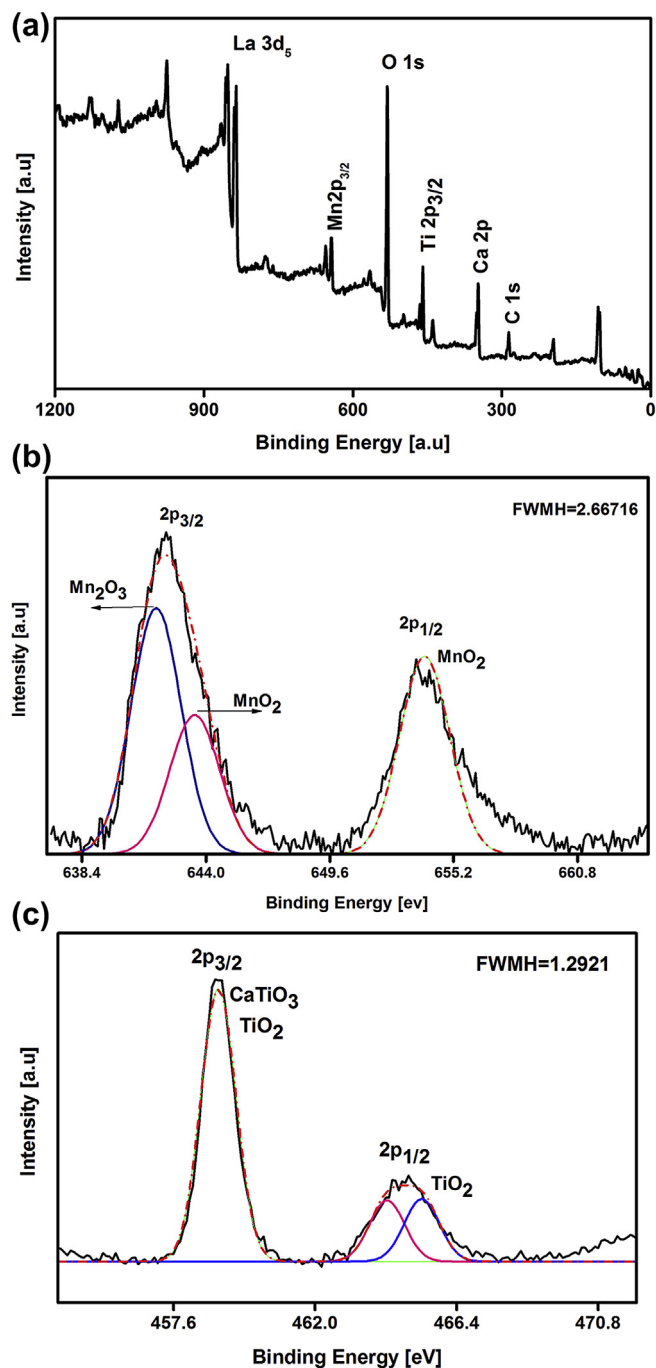 (a)
La 3d5
O 1s
Mn2p3/2
Ti 2p3/2
Ca 2p
C 1s
Intensity [a.u]
1200 900 600 300 0
Binding Energy [a.u]
(b)
2p3/2
FWMH=2.66716
Mn2O3
2p1/2
MnO2
MnO2
Intensity [a.u]
638.4 644.0 649.6 655.2 660.8
Binding Energy [ev]
(c)
2p3/2
FWMH=1.2921
CaTiO3
TiO2
2p1/2
TiO2
Intensity [a.u]
457.6 462.0 466.4 470.8
Binding Energy [eV]